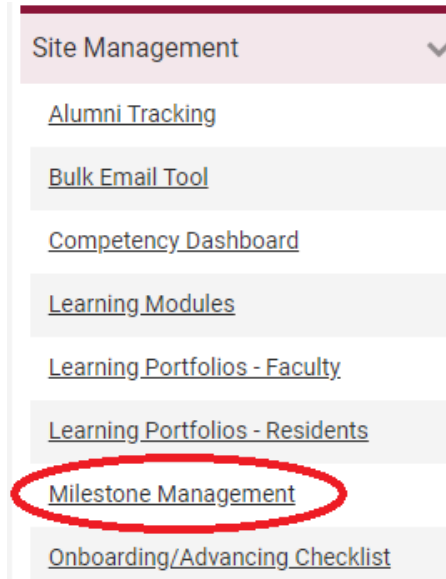 Site Management
Alumni Tracking
Bulk Email Tool
Competency Dashboard
Learning Modules
Learning Portfolios - Faculty
Learning Portfolios - Residents
Milestone Management
Onboarding/Advancing Checklist